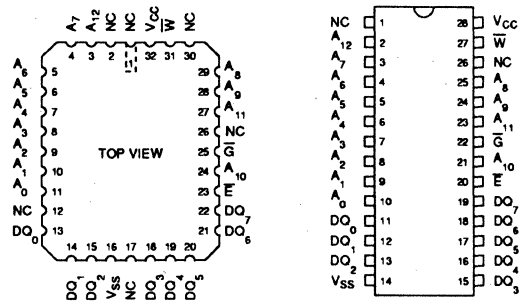 A7 A12 NC NC VCC W̅ NC
4 3 2 1 32 31 30
A6 5 29 A8
A5 6 28 A9
A4 7 27 A11
A3 8 26 NC
A2 9 TOP VIEW 25 G̅
A1 10 24 A10
A0 11 23 E̅
NC 12 22 DQ7
DQ0 13 21 DQ6
14 15 16 17 18 19 20
DQ1 DQ2 VSS NC DQ3 DQ4 DQ5
NC 1 28 VCC
A12 2 27 W̅
A7 3 26 NC
A6 4 25 A8
A5 5 24 A9
A4 6 23 A11
A3 7 22 G̅
A2 8 21 A10
A1 9 20 E̅
A0 10 19 DQ7
DQ0 11 18 DQ6
DQ1 12 17 DQ5
DQ2 13 16 DQ4
VSS 14 15 DQ3